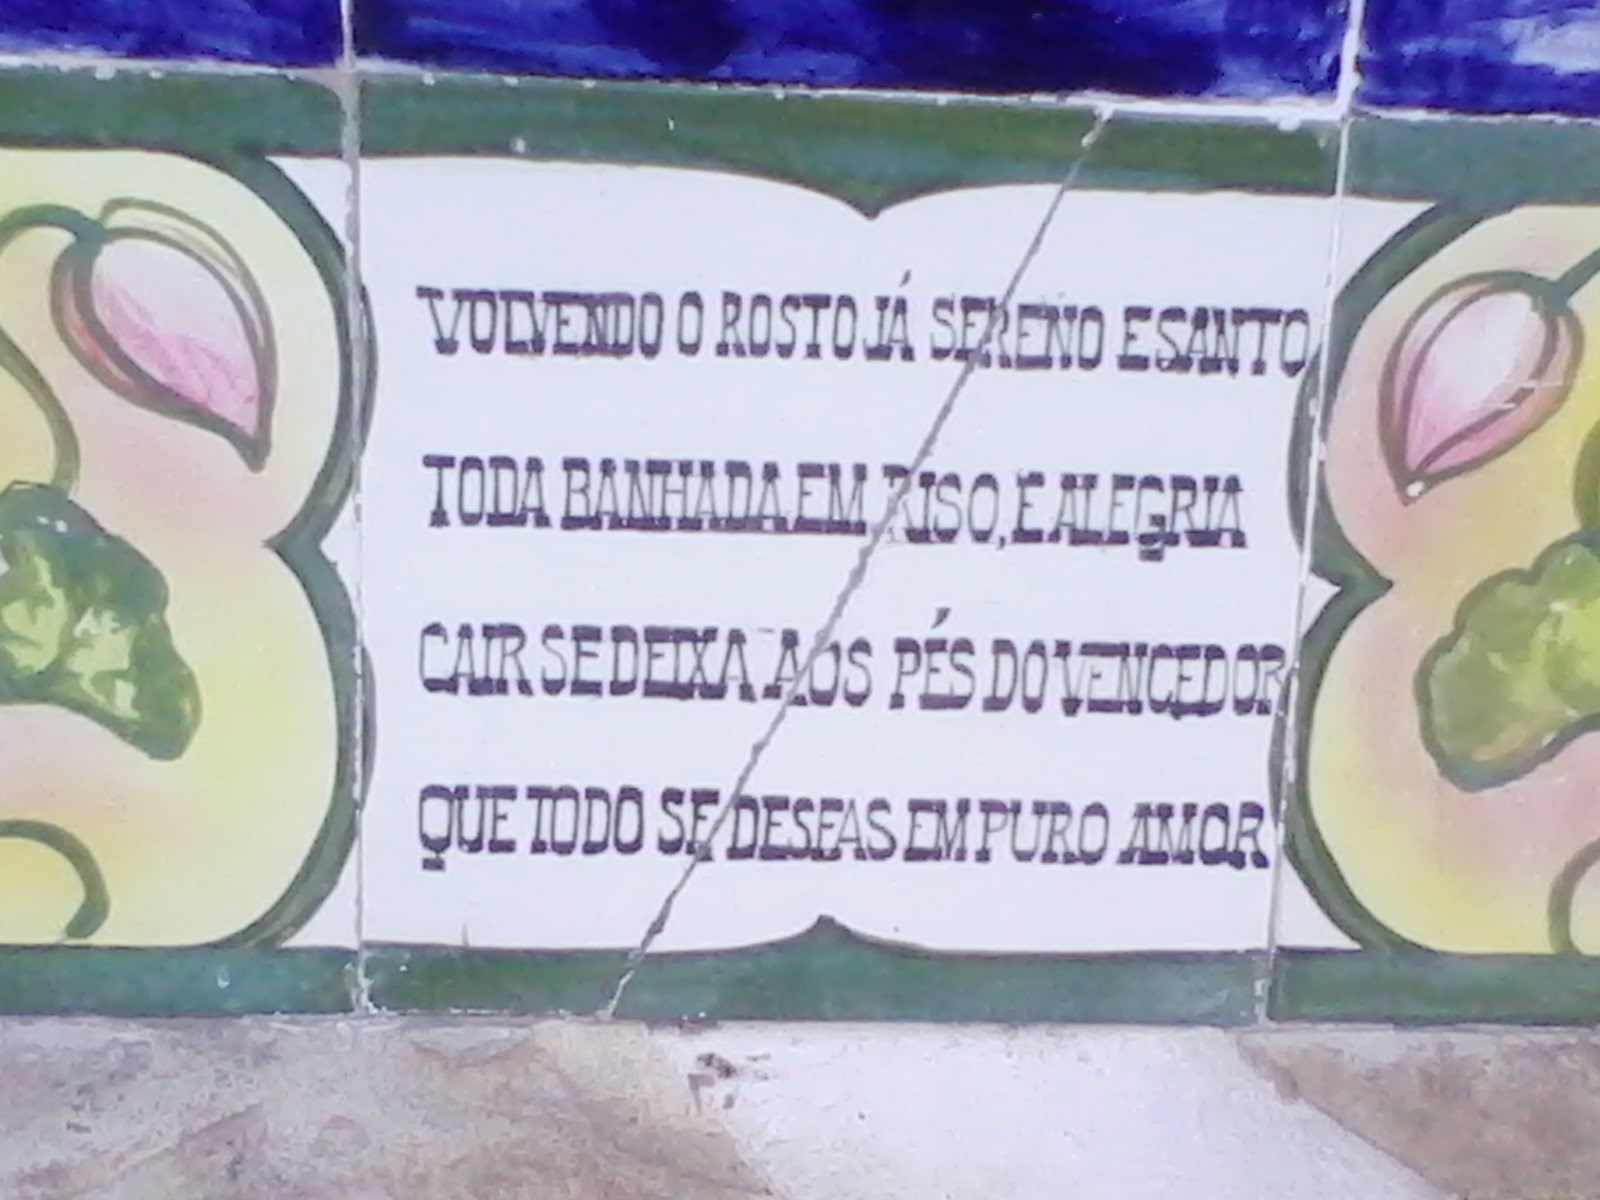 VOLVENDO O ROSTO JÁ SERENO E SANTO
TODA BANHADA EM RISO, E ALEGRIA
CAIR SE DEIXA AOS PÉS DO VENCEDOR
QUE TODO SE DESFAS EM PURO AMOR